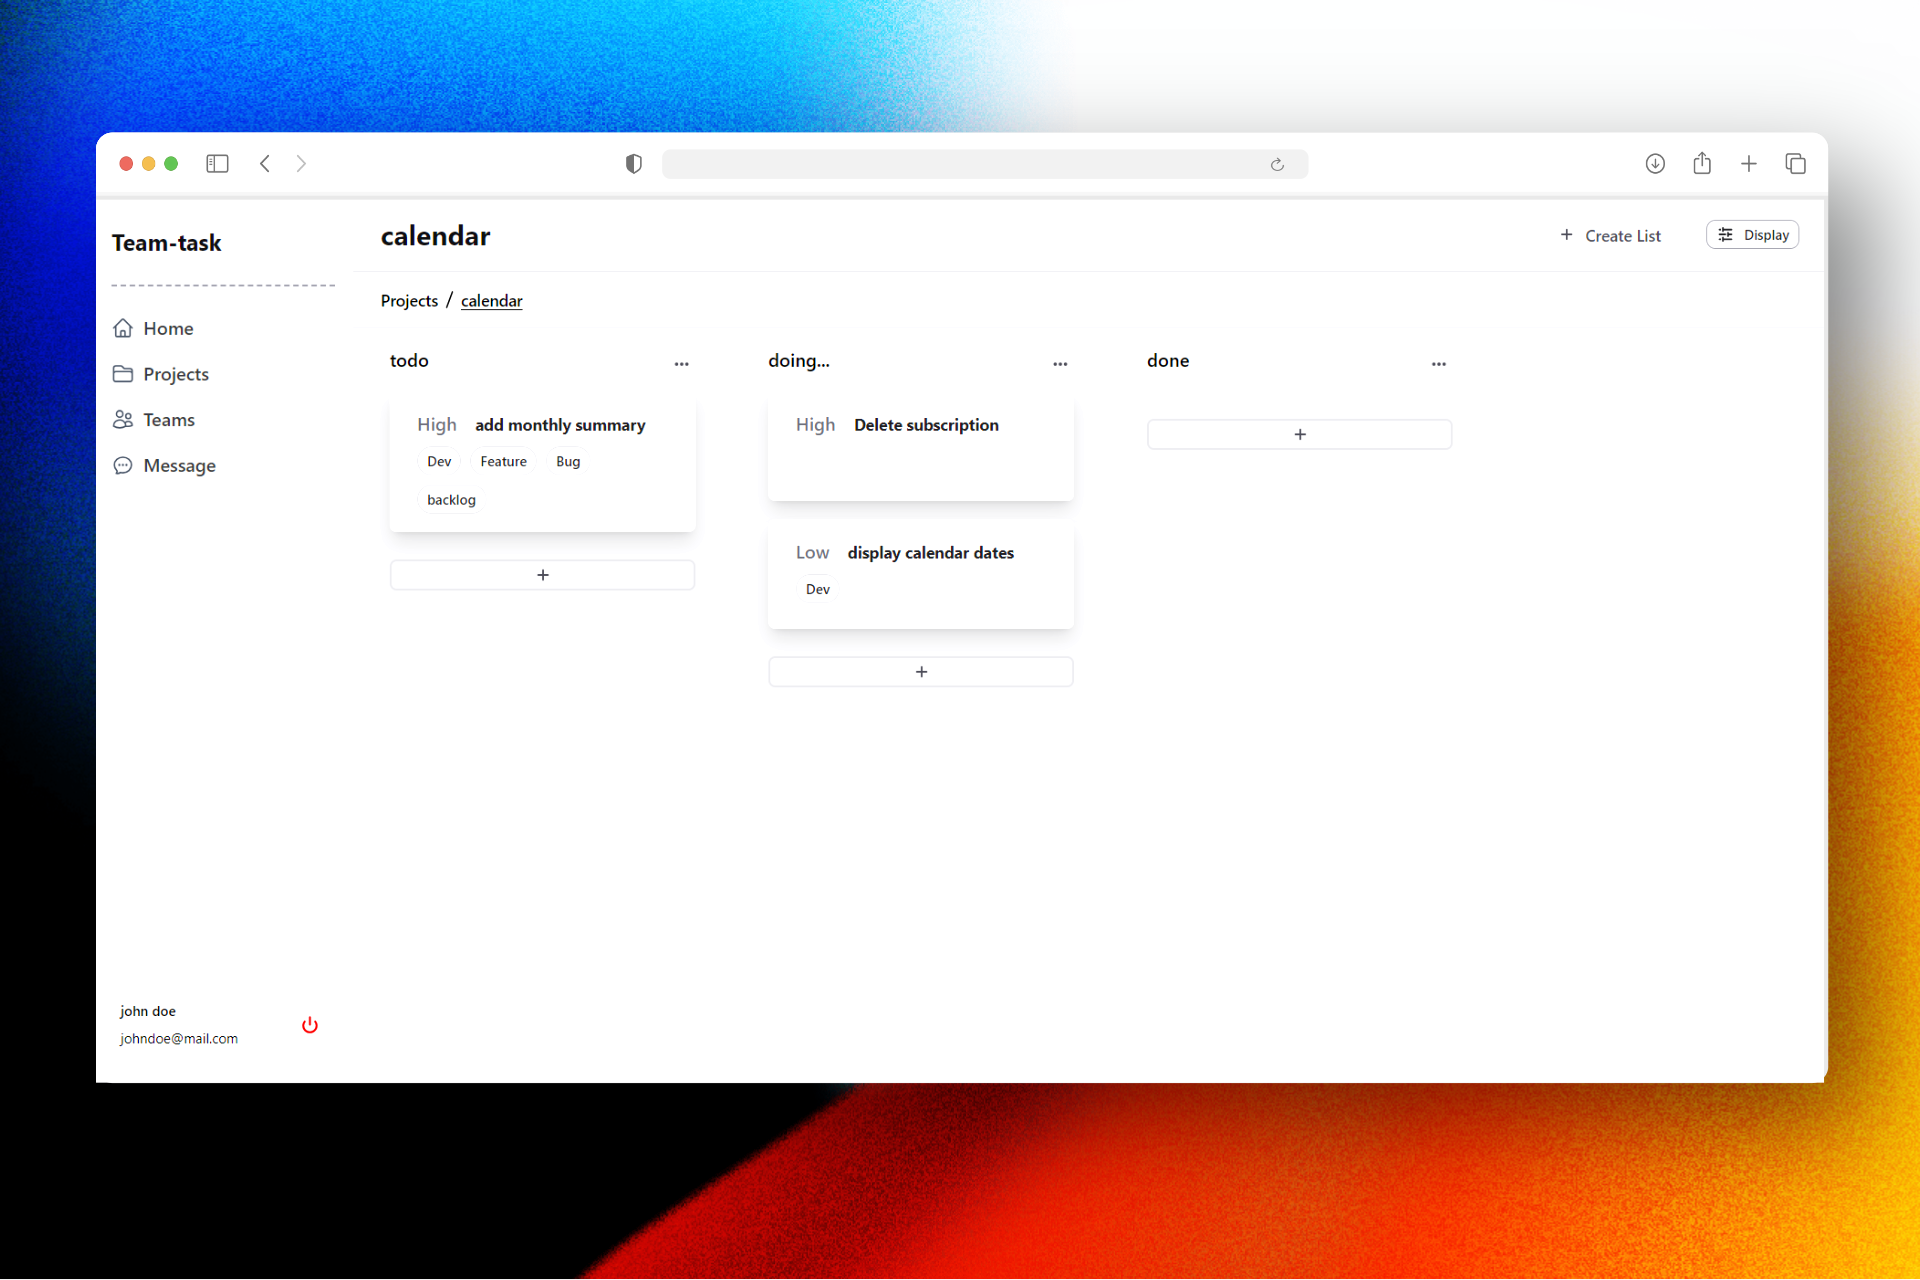 Team-task
Home
Projects
Teams
Message
john doe
johndoe@mail.com
calendar
+ Create List
Display
Projects / calendar
todo ...
High add monthly summary
Dev Feature Bug
backlog
+
doing... ...
High Delete subscription
Low display calendar dates
Dev
+
done ...
+